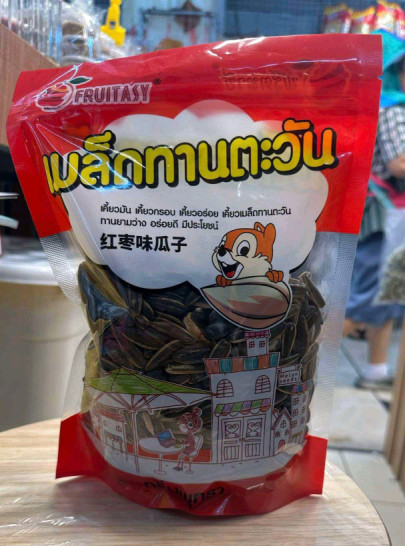 FRUITASY
เมล็ดทานตะวัน
เคี้ยวมัน เคี้ยวกรอบ เคี้ยวอร่อย เคี้ยวเมล็ดทานตะวัน
ทานยามว่าง อร่อยดี มีประโยชน์
红枣味瓜子